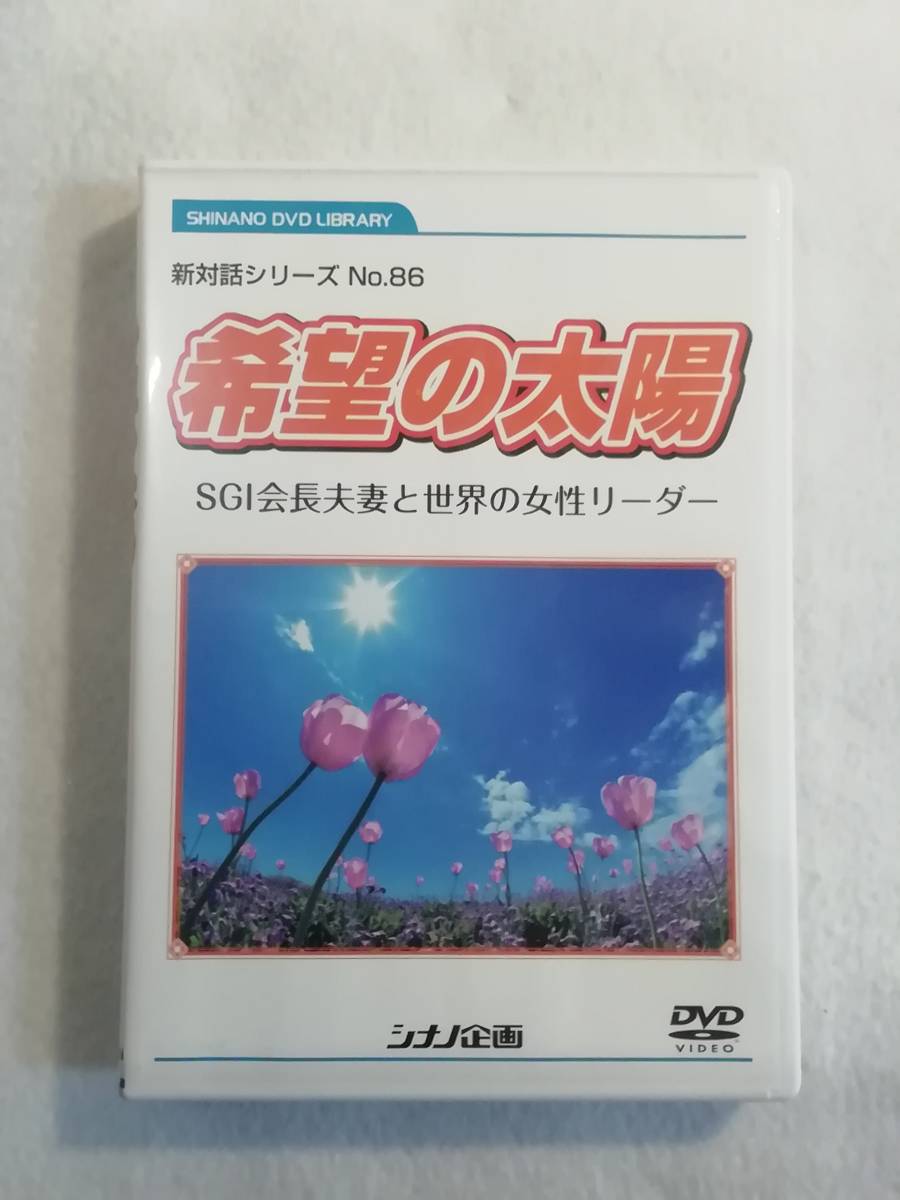 SHINANO DVD LIBRARY
新対話シリーズ No.86
希望の太陽
SGI会長夫妻と世界の女性リーダー
シナノ企画
DVD
VIDEO